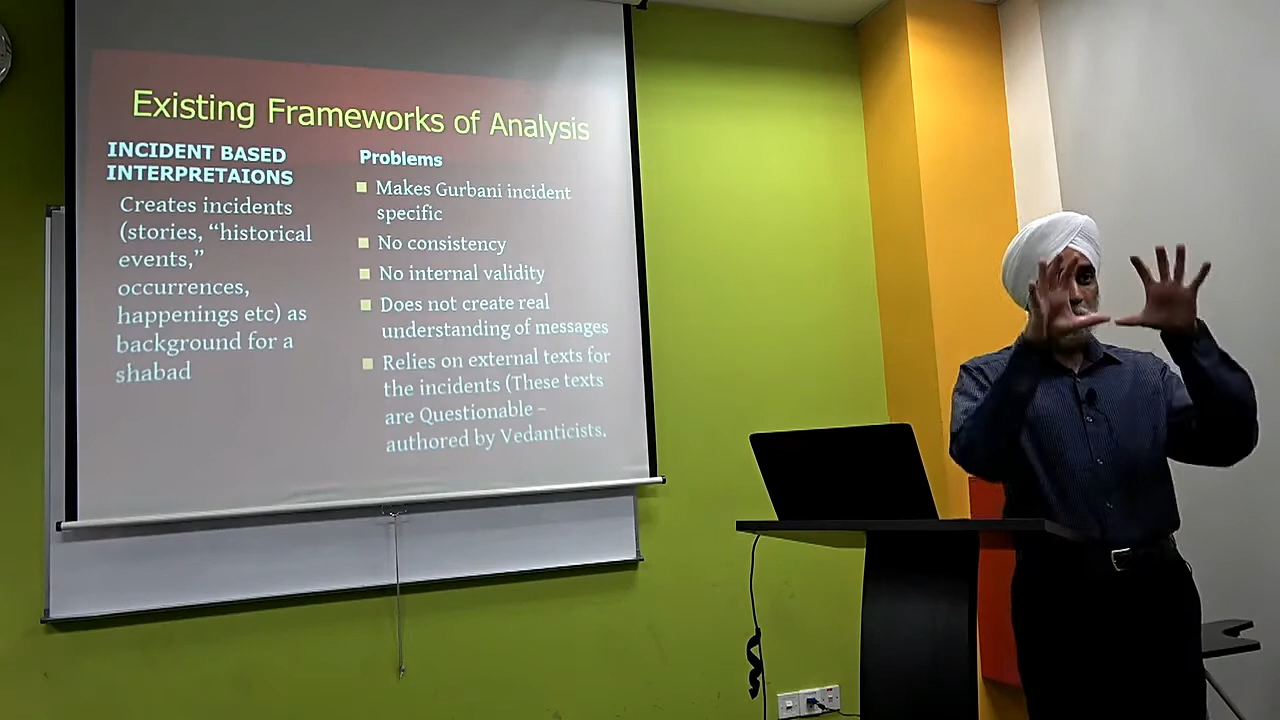 Existing Frameworks of Analysis
INCIDENT BASED
INTERPRETAIONS
Creates incidents
(stories, “historical
events,”
occurrences,
happenings etc) as
background for a
shabad
Problems
Makes Gurbani incident
specific
No consistency
No internal validity
Does not create real
understanding of messages
Relies on external texts for
the incidents (These texts
are Questionable –
authored by Vedanticists.